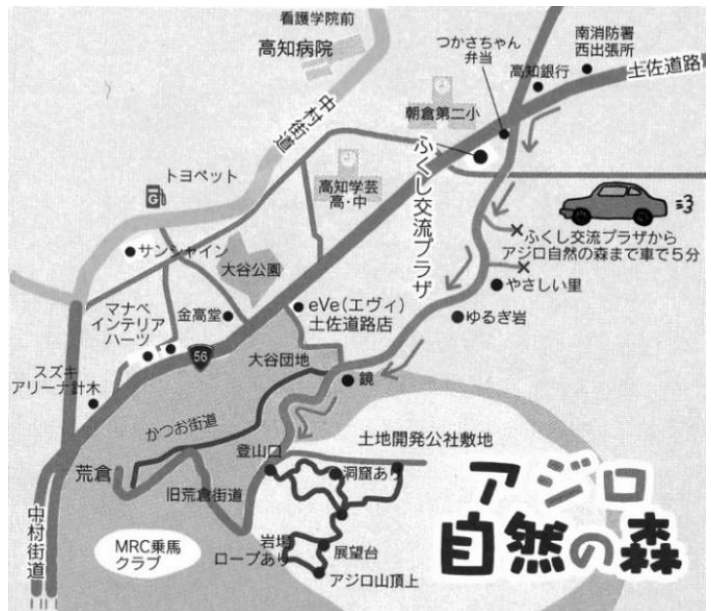 看護学院前
高知病院
中村街道
つかさちゃん
弁当
南消防署
西出張所
高知銀行
土佐道路
朝倉第二小
ふくし交流プラザ
トヨペット
G
高知学芸
高・中
サンシャイン
大谷公園
ふくし交流プラザから
アジロ自然の森まで車で5分
やさしい里
ゆるぎ岩
マナベ
インテリア
ハーツ
金高堂
eVe(エヴィ)
土佐道路店
56
大谷団地
スズキ
アリーナ針木
鏡
かつお街道
登山口
土地開発公社敷地
荒倉
旧荒倉街道
洞窟あり
アジロ
自然の森
中村街道
MRC乗馬
クラブ
岩場
ロープあり
展望台
アジロ山頂上